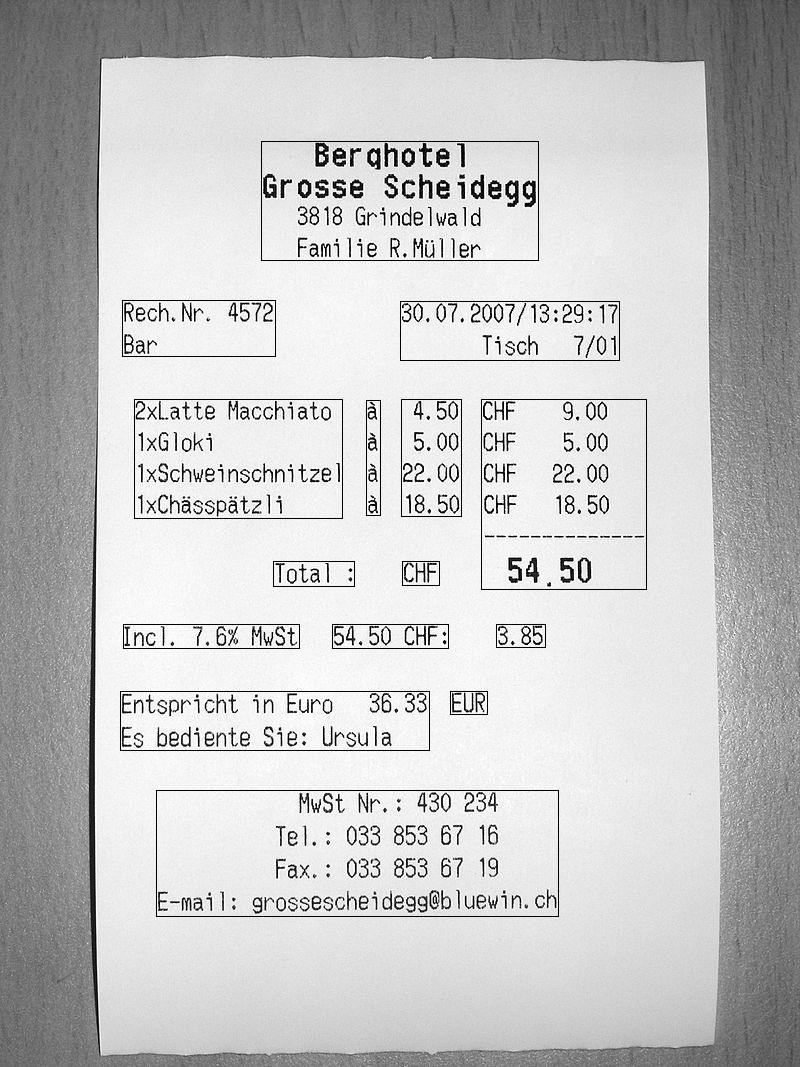 Berghotel
Grosse Scheidegg
3818 Grindelwald
Familie R.Müller
Rech.Nr. 4572 30.07.2007/13:29:17
Bar Tisch 7/01
2xLatte Macchiato à 4.50 CHF 9.00
1xGloki à 5.00 CHF 5.00
1xSchweinschnitzel à 22.00 CHF 22.00
1xChässpätzli à 18.50 CHF 18.50
Total : CHF 54.50
Incl. 7.6% MwSt 54.50 CHF: 3.85
Entspricht in Euro 36.33 EUR
Es bediente Sie: Ursula
MwSt Nr.: 430 234
Tel.: 033 853 67 16
Fax.: 033 853 67 19
E-mail: grossescheidegg@bluewin.ch